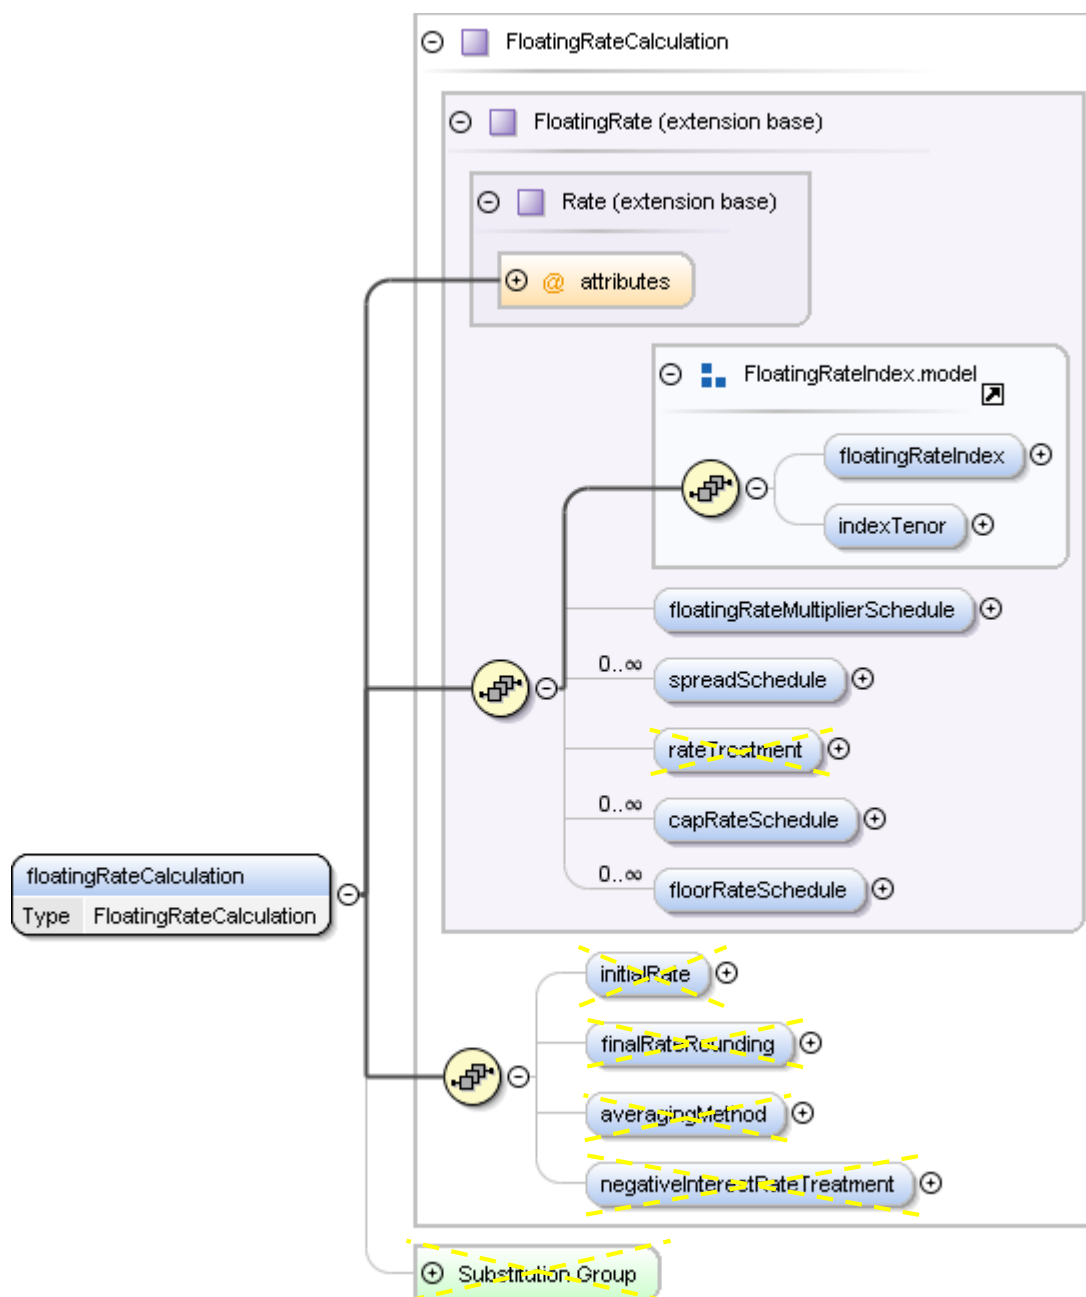 FloatingRateCalculation
FloatingRate (extension base)
Rate (extension base)
@ attributes
FloatingRateIndex.model
floatingRateIndex
indexTenor
floatingRateMultiplierSchedule
0..∞
spreadSchedule
rateTreatment
0..∞
capRateSchedule
0..∞
floorRateSchedule
floatingRateCalculation
Type FloatingRateCalculation
initialRate
finalRateRounding
averagingMethod
negativeInterestRateTreatment
Substitution Group